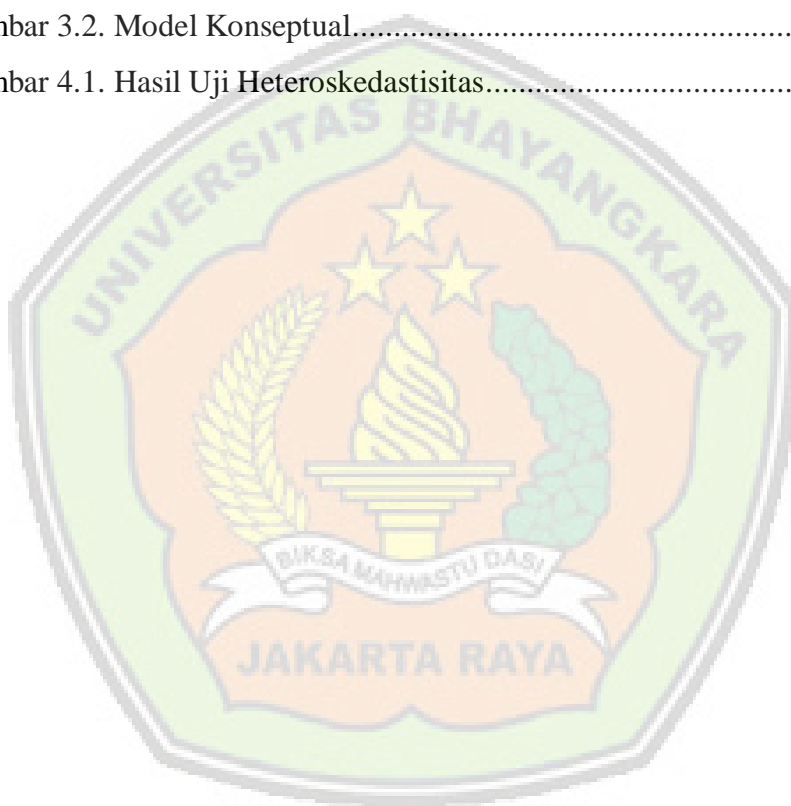 mbar 3.2. Model Konseptual.....................................................
mbar 4.1. Hasil Uji Heteroskedastisitas.....................................
UNIVERSITAS BHAYANGKARA
BIKSA MAHWASTU DASI
JAKARTA RAYA